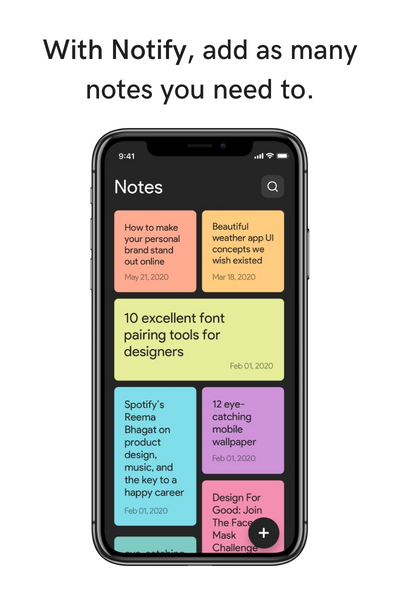 With Notify, add as many
notes you need to.
9:41
Notes
How to make
your personal
brand stand
out online
May 21, 2020
Beautiful
weather app UI
concepts we
wish existed
Mar 18, 2020
10 excellent font
pairing tools for
designers
Feb 01, 2020
Spotify's
Reema
Bhagat on
product
design,
music, and
the key to a
happy career
Feb 01, 2020
12 eye-
catching
mobile
wallpaper
Feb 01, 2020
Design For
Good: Join
The Face
Mask
Challenge